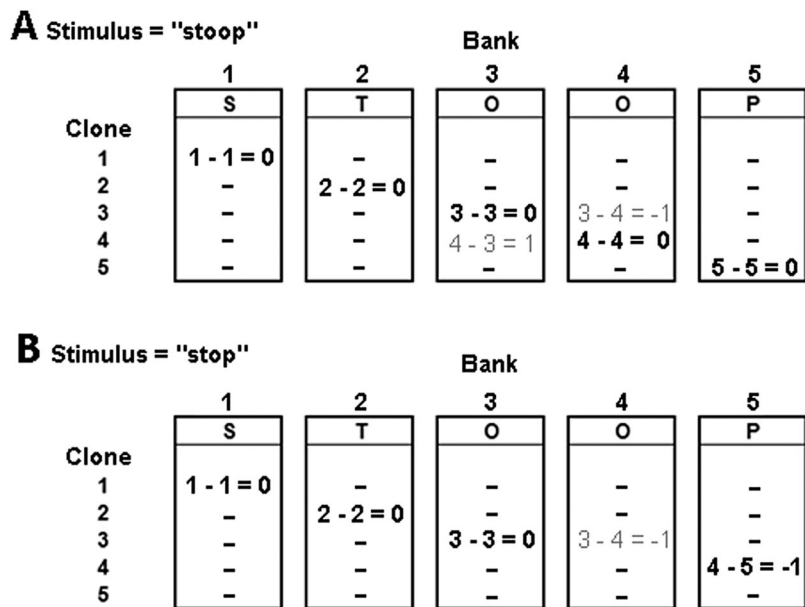 A Stimulus = "stoop"
Bank
1 2 3 4 5
S T O O P
Clone
1 1 - 1 = 0 – – – –
2 – 2 - 2 = 0 – – –
3 – – 3 - 3 = 0 3 - 4 = -1 –
4 – – 4 - 3 = 1 4 - 4 = 0 –
5 – – – – 5 - 5 = 0
B Stimulus = "stop"
Bank
1 2 3 4 5
S T O O P
Clone
1 1 - 1 = 0 – – – –
2 – 2 - 2 = 0 – – –
3 – – 3 - 3 = 0 3 - 4 = -1 –
4 – – – – 4 - 5 = -1
5 – – – – –